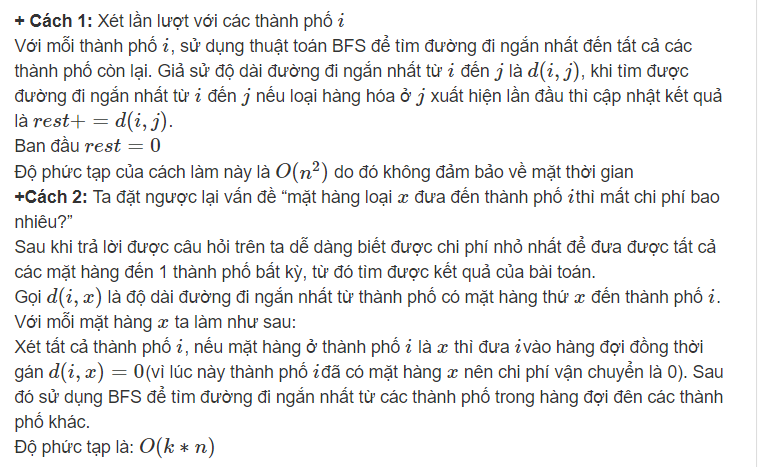 + Cách 1: Xét lần lượt với các thành phố i
Với mỗi thành phố i, sử dụng thuật toán BFS để tìm đường đi ngắn nhất đến tất cả các
thành phố còn lại. Giả sử độ dài đường đi ngắn nhất từ i đến j là d(i, j), khi tìm được
đường đi ngắn nhất từ i đến j nếu loại hàng hóa ở j xuất hiện lần đầu thì cập nhật kết quả
là rest+ = d(i, j).
Ban đầu rest = 0
Độ phức tạp của cách làm này là O(n²) do đó không đảm bảo về mặt thời gian
+Cách 2: Ta đặt ngược lại vấn đề “mặt hàng loại x đưa đến thành phố ithì mất chi phí bao
nhiêu?”
Sau khi trả lời được câu hỏi trên ta dễ dàng biết được chi phí nhỏ nhất để đưa được tất cả
các mặt hàng đến 1 thành phố bất kỳ, từ đó tìm được kết quả của bài toán.
Gọi d(i, x) là độ dài đường đi ngắn nhất từ thành phố có mặt hàng thứ x đến thành phố i.
Với mỗi mặt hàng x ta làm như sau:
Xét tất cả thành phố i, nếu mặt hàng ở thành phố i là x thì đưa ivào hàng đợi đồng thời
gán d(i, x) = 0(vì lúc này thành phố iđã có mặt hàng x nên chi phí vận chuyển là 0). Sau
đó sử dụng BFS để tìm đường đi ngắn nhất từ các thành phố trong hàng đợi đên các thành
phố khác.
Độ phức tạp là: O(k * n)